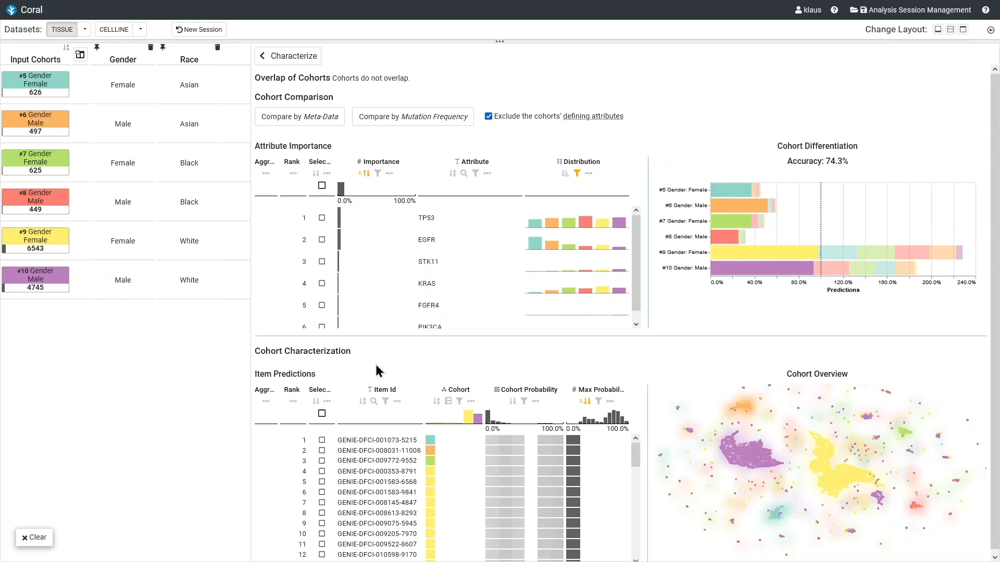 Coral
klaus
Analysis Session Management
Datasets:
TISSUE
CELLLINE
New Session
Change Layout:
Input Cohorts
Gender
Race
#5 Gender
Female
626
Female
Asian
#6 Gender
Male
497
Male
Asian
#7 Gender
Female
625
Female
Black
#8 Gender
Male
449
Male
Black
#9 Gender
Female
6543
Female
White
#10 Gender
Male
4745
Male
White
Clear
Characterize
Overlap of Cohorts Cohorts do not overlap.
Cohort Comparison
Compare by Meta-Data
Compare by Mutation Frequency
Exclude the cohorts' defining attributes
Attribute Importance
Aggr...
Rank
Selec...
# Importance
Attribute
Distribution
0.0%
100.0%
1
TP53
2
EGFR
3
STK11
4
KRAS
5
FGFR4
6
PIK3CA
Cohort Differentiation
Accuracy: 74.3%
#5 Gender: Female
#6 Gender: Male
#7 Gender: Female
#8 Gender: Male
#9 Gender: Female
#10 Gender: Male
0.0%
40.0%
80.0%
120.0%
160.0%
200.0%
240.0%
Predictions
Cohort Characterization
Item Predictions
Aggr...
Rank
Selec...
Item Id
Cohort
Cohort Probability
# Max Probabil...
0.0%
100.0%
0.0%
100.0%
1
GENIE-DFCI-001073-5215
2
GENIE-DFCI-008031-11008
3
GENIE-DFCI-009772-9552
4
GENIE-DFCI-000353-8791
5
GENIE-DFCI-001583-6568
6
GENIE-DFCI-001583-9841
7
GENIE-DFCI-008145-4847
8
GENIE-DFCI-008613-8293
9
GENIE-DFCI-009075-5945
10
GENIE-DFCI-009205-7970
11
GENIE-DFCI-009522-8607
12
GENIE-DFCI-010598-9170
Cohort Overview